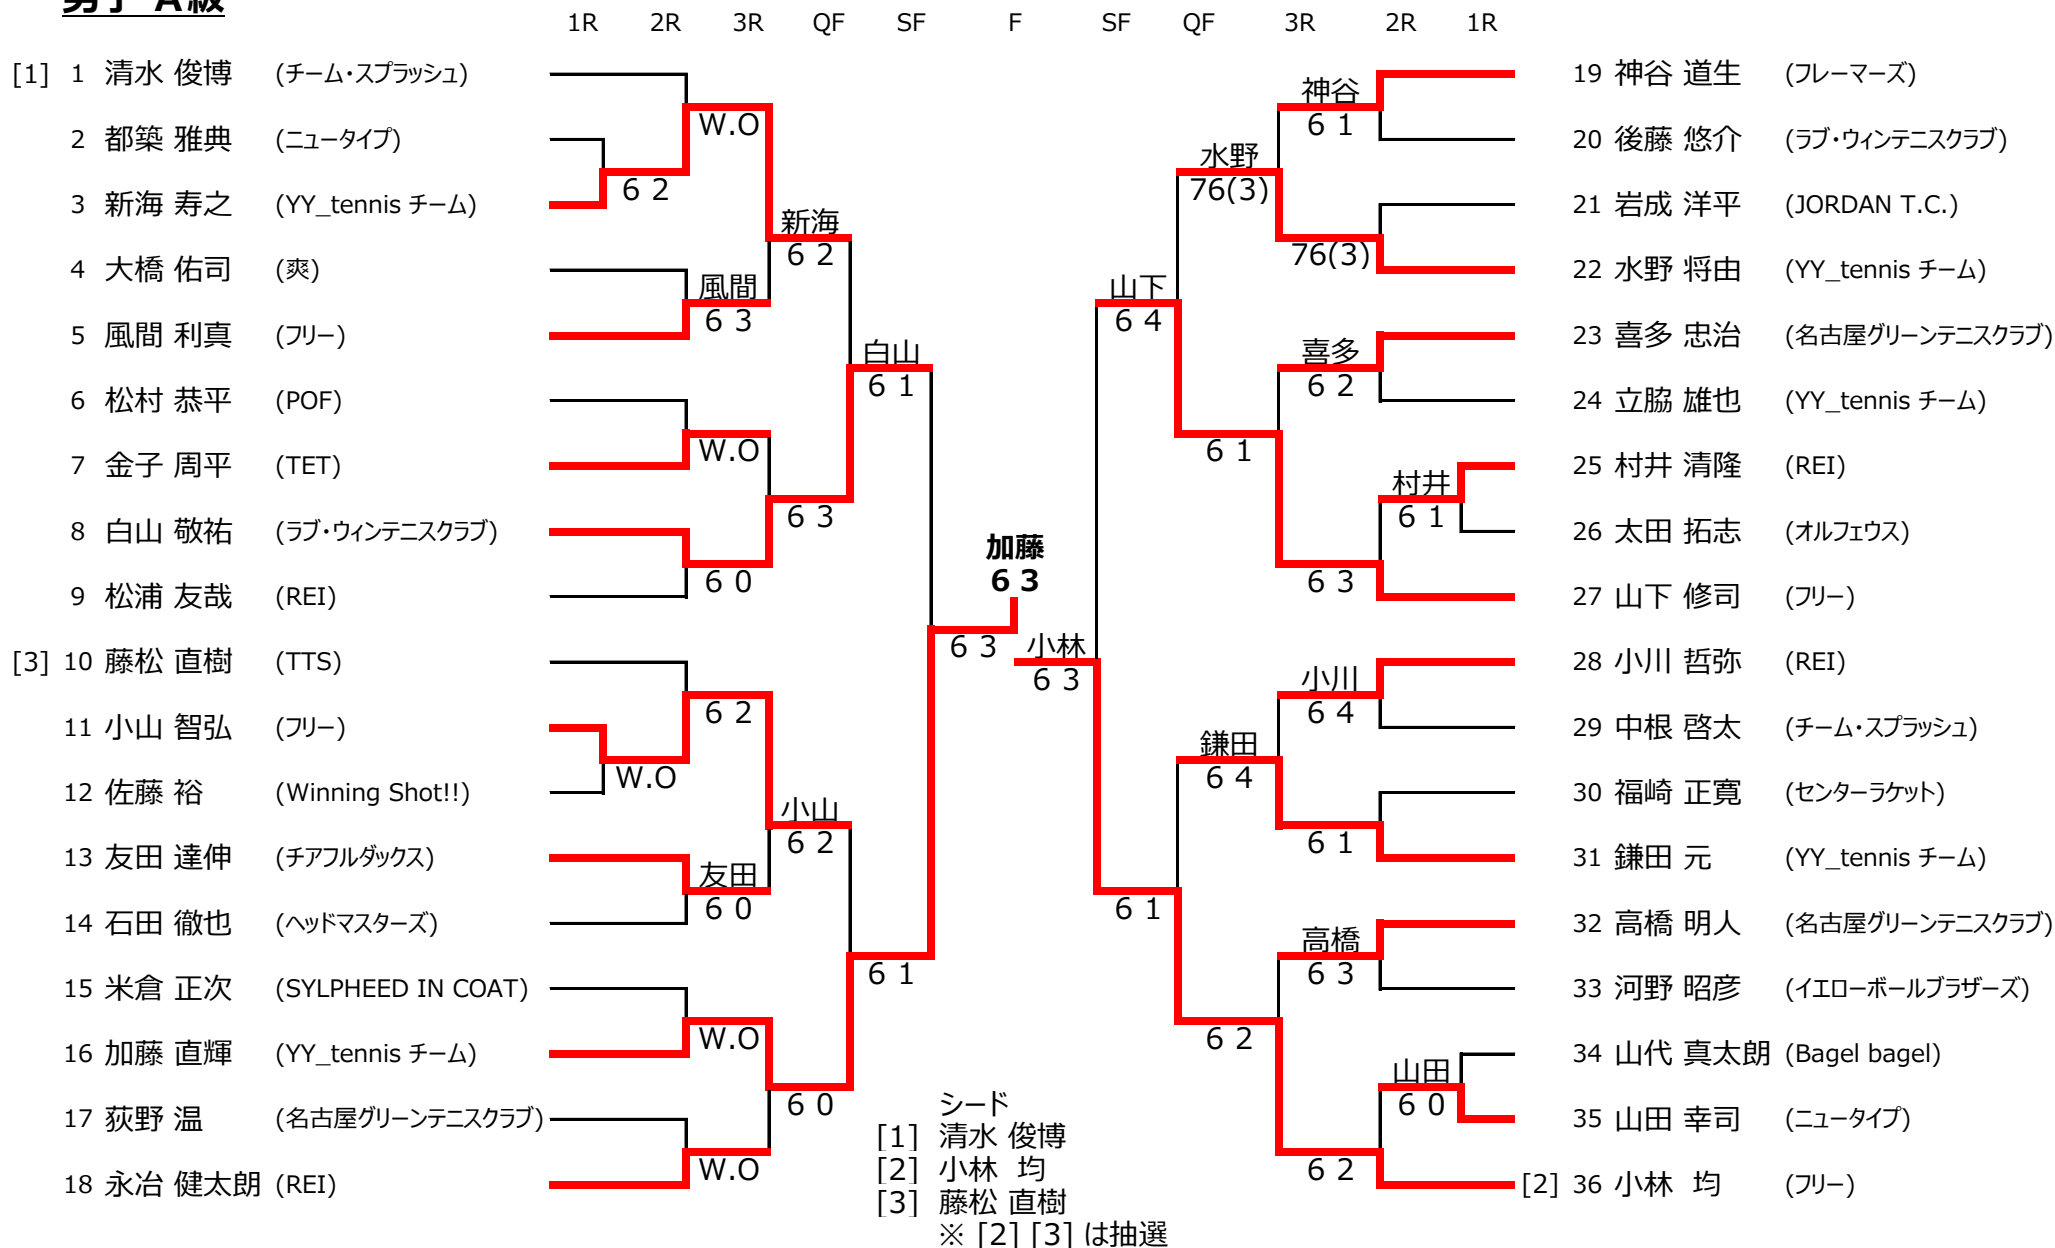 男子 A級
1R 2R 3R QF SF F SF QF 3R 2R 1R
[1] 1 清水 俊博 (チーム・スプラッシュ)
2 都築 雅典 (ニュータイプ)
3 新海 寿之 (YY_tennis チーム)
4 大橋 佑司 (爽)
5 風間 利真 (フリー)
6 松村 恭平 (POF)
7 金子 周平 (TET)
8 白山 敬祐 (ラブ・ウィンテニスクラブ)
9 松浦 友哉 (REI)
[3] 10 藤松 直樹 (TTS)
11 小山 智弘 (フリー)
12 佐藤 裕 (Winning Shot!!)
13 友田 達伸 (チアフルダックス)
14 石田 徹也 (ヘッドマスターズ)
15 米倉 正次 (SYLPHEED IN COAT)
16 加藤 直輝 (YY_tennis チーム)
17 荻野 温 (名古屋グリーンテニスクラブ)
18 永冶 健太朗 (REI)
6 2
W.O
W.O
風間
6 3
W.O
6 0
6 2
友田
6 0
W.O
W.O
新海
6 2
6 3
小山
6 2
6 0
白山
6 1
6 1
6 3
加藤
6 3
小林
6 3
山下
6 4
6 1
水野
76(3)
6 1
鎌田
6 4
6 2
神谷
6 1
76(3)
喜多
6 2
6 3
小川
6 4
6 1
高橋
6 3
6 2
村井
6 1
山田
6 0
19 神谷 道生 (フレーマーズ)
20 後藤 悠介 (ラブ・ウィンテニスクラブ)
21 岩成 洋平 (JORDAN T.C.)
22 水野 将由 (YY_tennis チーム)
23 喜多 忠治 (名古屋グリーンテニスクラブ)
24 立脇 雄也 (YY_tennis チーム)
25 村井 清隆 (REI)
26 太田 拓志 (オルフェウス)
27 山下 修司 (フリー)
28 小川 哲弥 (REI)
29 中根 啓太 (チーム・スプラッシュ)
30 福崎 正寛 (センターラケット)
31 鎌田 元 (YY_tennis チーム)
32 高橋 明人 (名古屋グリーンテニスクラブ)
33 河野 昭彦 (イエローボールブラザーズ)
34 山代 真太朗 (Bagel bagel)
35 山田 幸司 (ニュータイプ)
[2] 36 小林 均 (フリー)
シード
[1] 清水 俊博
[2] 小林 均
[3] 藤松 直樹
※ [2] [3] は抽選